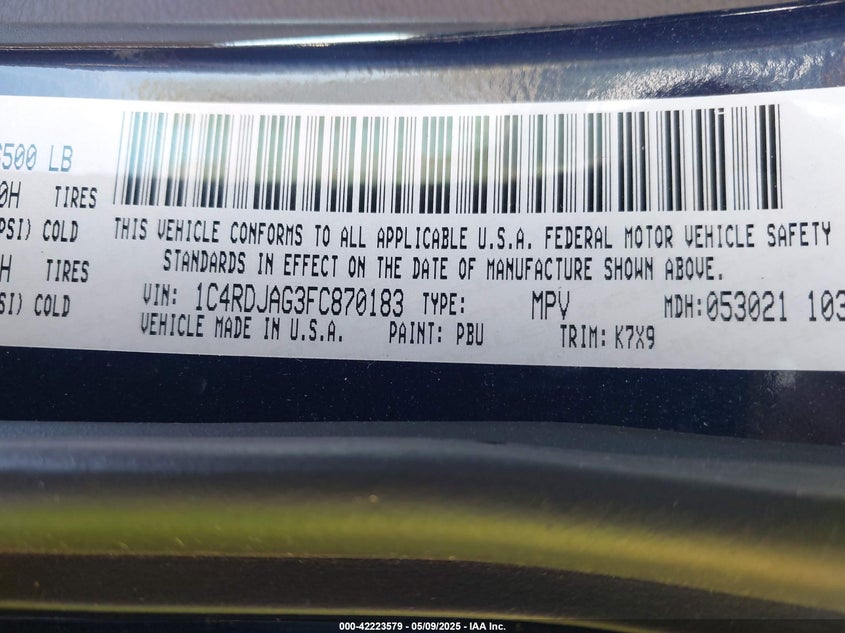 500 LB
0H TIRES
PSI) COLD
H TIRES
SI) COLD
THIS VEHICLE CONFORMS TO ALL APPLICABLE U.S.A. FEDERAL MOTOR VEHICLE SAFETY
STANDARDS IN EFFECT ON THE DATE OF MANUFACTURE SHOWN ABOVE.
VIN: 1C4RDJAG3FC870183 TYPE: MPV MDH:053021 103
VEHICLE MADE IN U.S.A. PAINT: PBU TRIM: K7X9
000-42223579 — 05/09/2025 — IAA Inc.